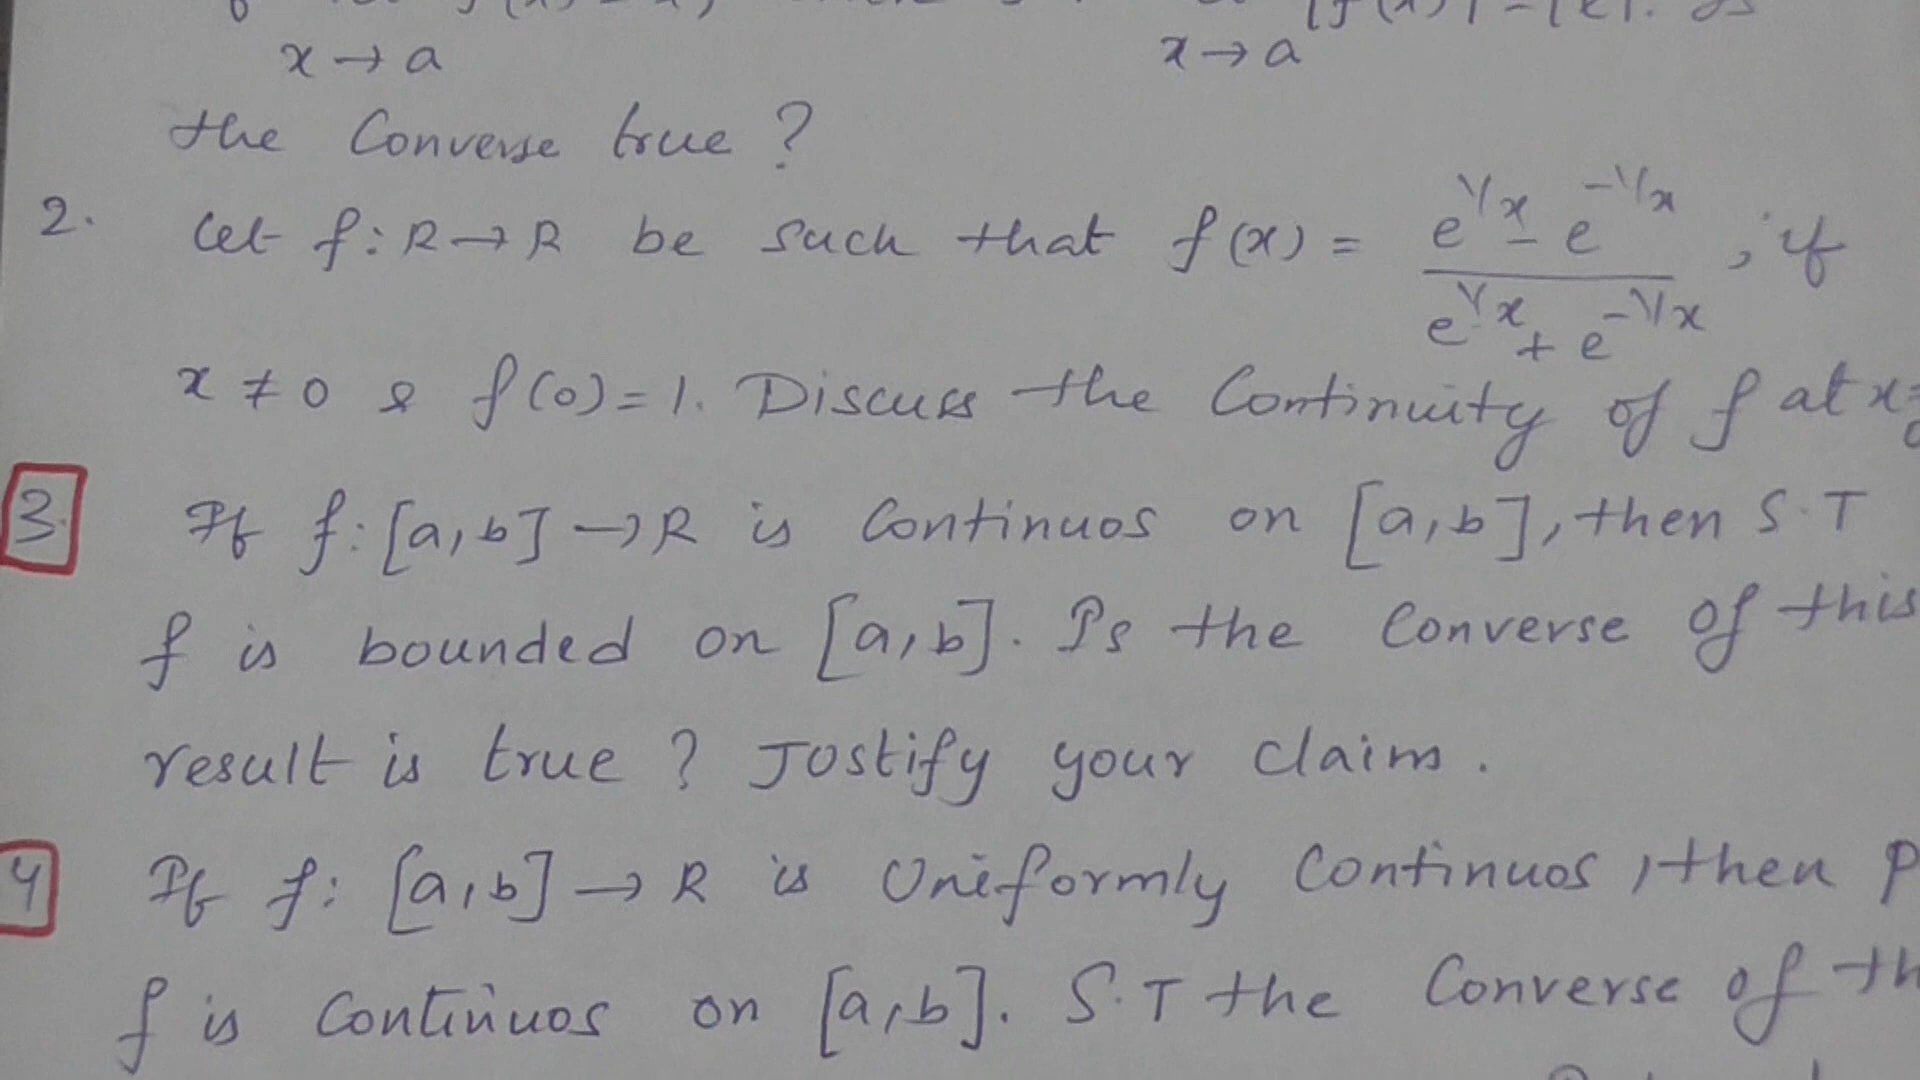 x→a x→a
the Converse true ?
2. Let f: R→R be such that f(x) = (e^{1/x} - e^{-1/x}) / (e^{1/x} + e^{-1/x}) , if
x ≠ 0 & f(0)=1. Discuss the Continuity of f at x=
3. If f: [a,b]→R is Continuos on [a,b], then S.T
f is bounded on [a,b]. Is the Converse of this
result is true ? Jostify your claim.
4 If f: [a,b]→R is Uniformly Continuos, then P
f is Continuos on [a,b]. S.T the Converse of th